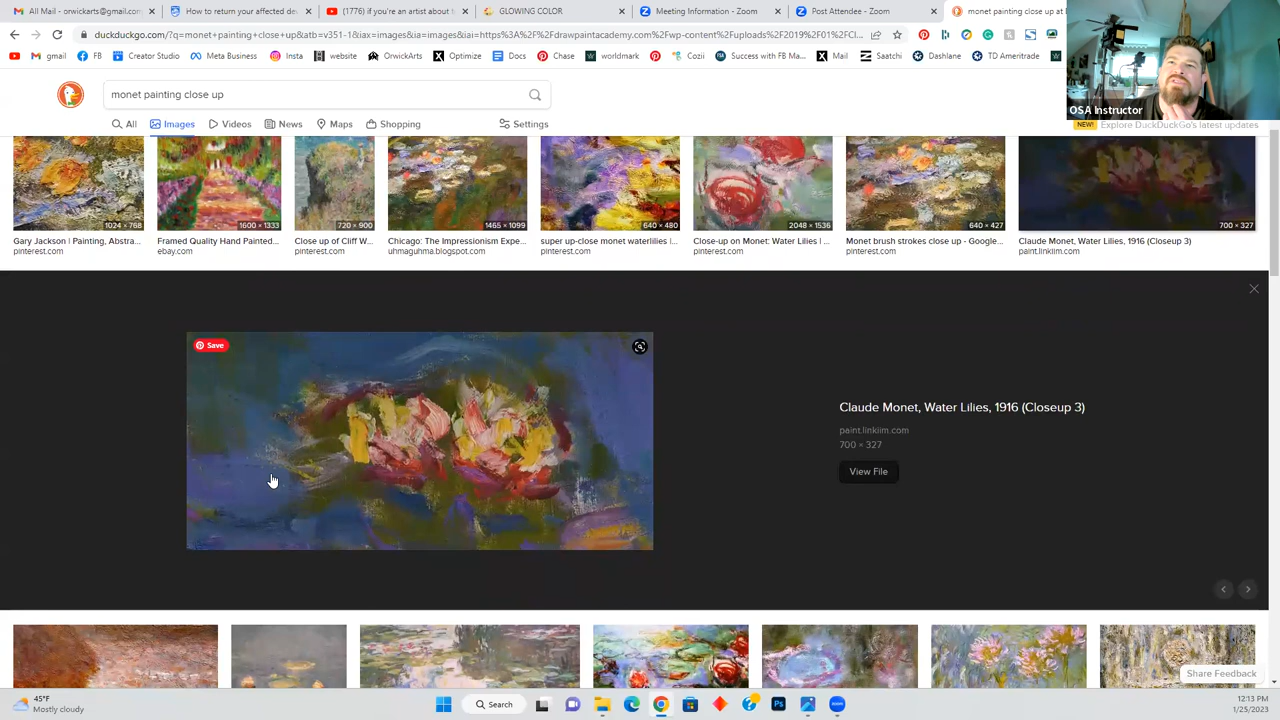 All Mail - orwickarts@gmail.con
How to return your affected des
(1776) if you're an artist about t
GLOWING COLOR
Meeting Information - Zoom
Post Attendee - Zoom
monet painting close up at
duckduckgo.com/?q=monet+painting+close+up&atb=v351-1&iax=images&ia=images&iai=https%3A%2F%2Fdrawpaintacademy.com%2Fwp-content%2Fuploads%2F2019%2F01%2FCl...
gmail
FB
Creator Studio
Meta Business
Insta
website
OrwickArts
Optimize
Docs
Chase
worldmark
Cozii
Success with FB Ma...
Mail
Saatchi
Dashlane
TD Ameritrade
OSA Instructor
monet painting close up
All
Images
Videos
News
Maps
Shopping
Settings
NEW!
Explore DuckDuckGo's latest updates
1024 × 768
1600 × 1333
720 × 900
1465 × 1099
640 × 480
2048 × 1536
640 × 427
700 × 327
Gary Jackson | Painting, Abstra...
Framed Quality Hand Painted...
Close up of Cliff W...
Chicago: The Impressionism Expe...
super up-close monet waterlilies |...
Close-up on Monet: Water Lilies | ...
Monet brush strokes close up - Google...
Claude Monet, Water Lilies, 1916 (Closeup 3)
pinterest.com
ebay.com
pinterest.com
uhmaguhma.blogspot.com
pinterest.com
pinterest.com
pinterest.com
paint.linkiim.com
Save
Claude Monet, Water Lilies, 1916 (Closeup 3)
paint.linkiim.com
700 × 327
View File
Share Feedback
45°F
Mostly cloudy
Search
Ps
zoom
12:13 PM
1/25/2023